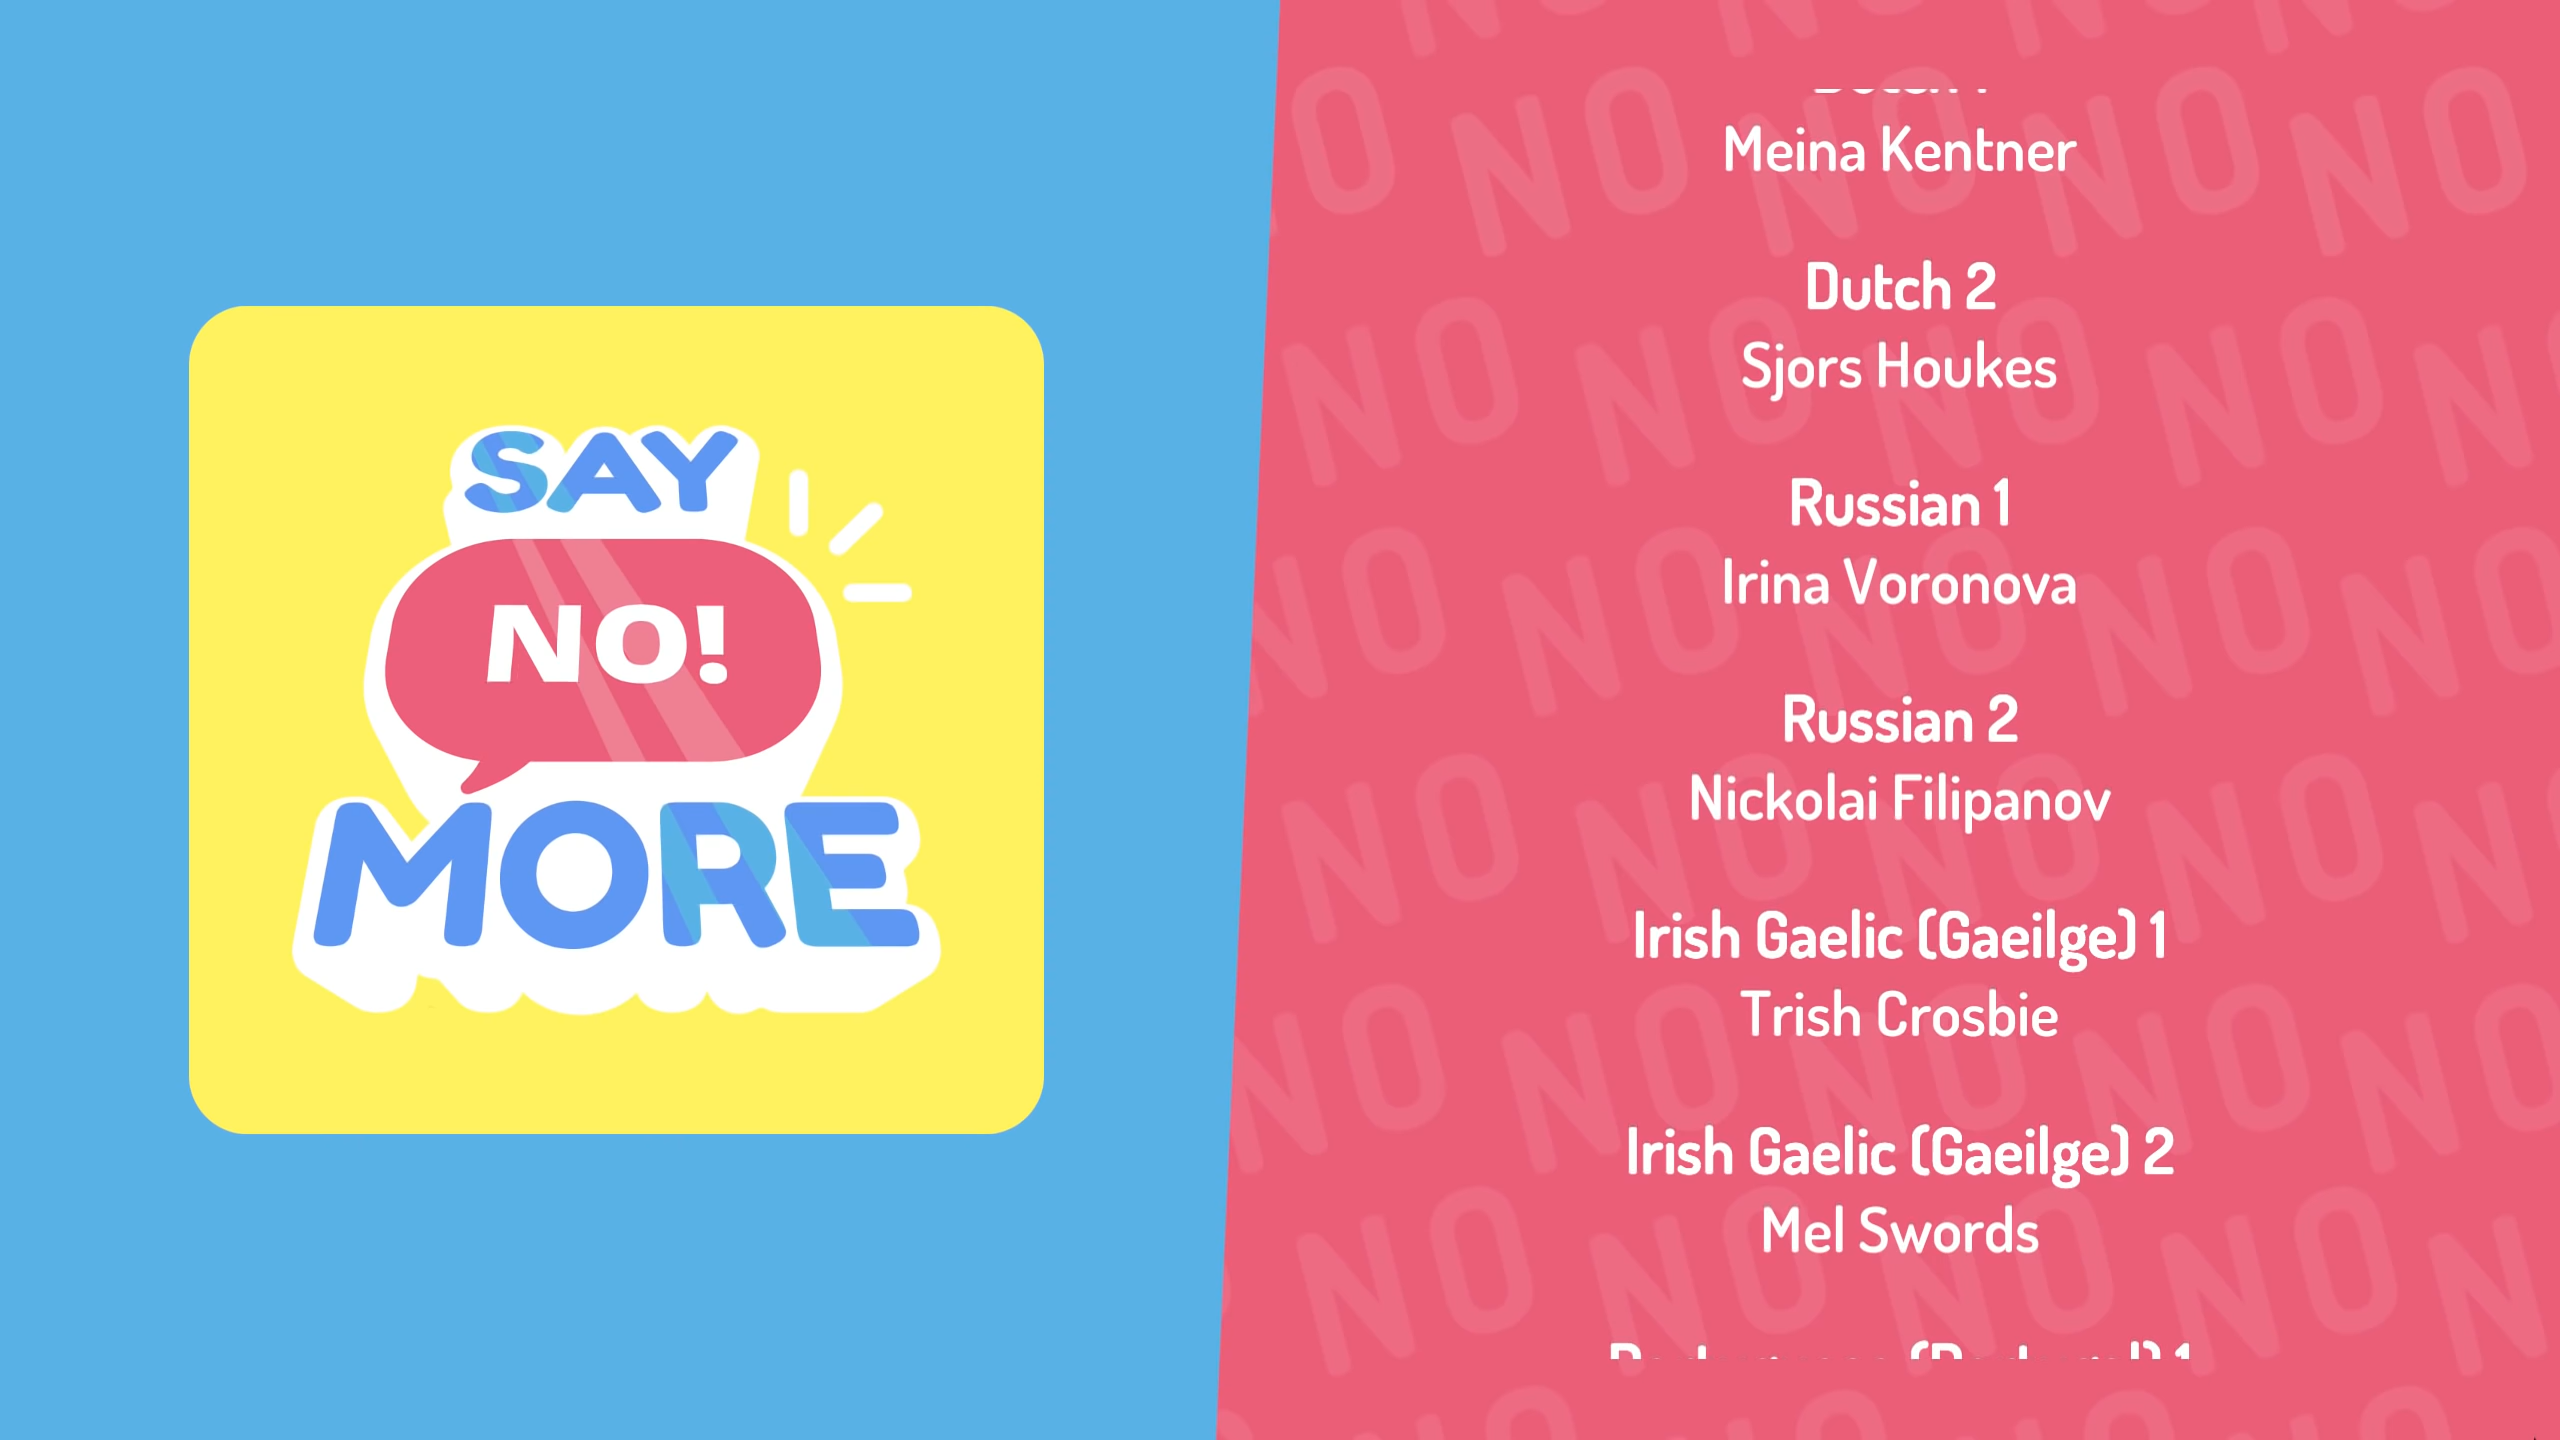 SAY
NO!
MORE
Meina Kentner
Dutch 2
Sjors Houkes
Russian 1
Irina Voronova
Russian 2
Nickolai Filipanov
Irish Gaelic (Gaeilge) 1
Trish Crosbie
Irish Gaelic (Gaeilge) 2
Mel Swords